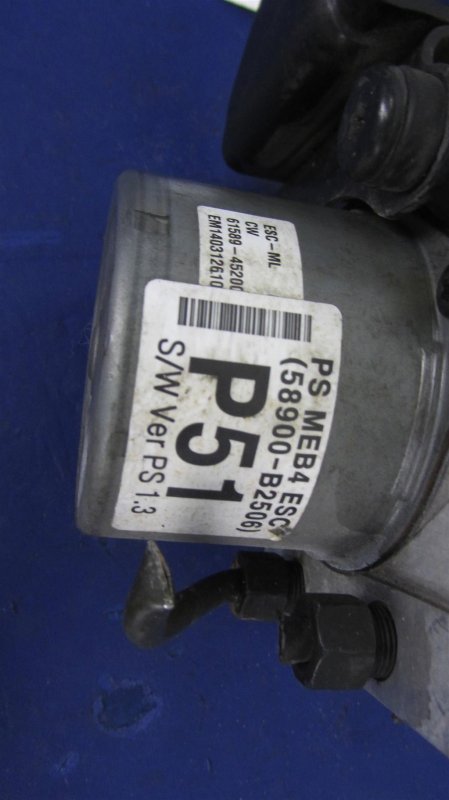 ESC-ML
CW
61589-45200
EM140312610
PS MEB4 ESC
(58900-B2506)
P51
S/W Ver PS 1.3